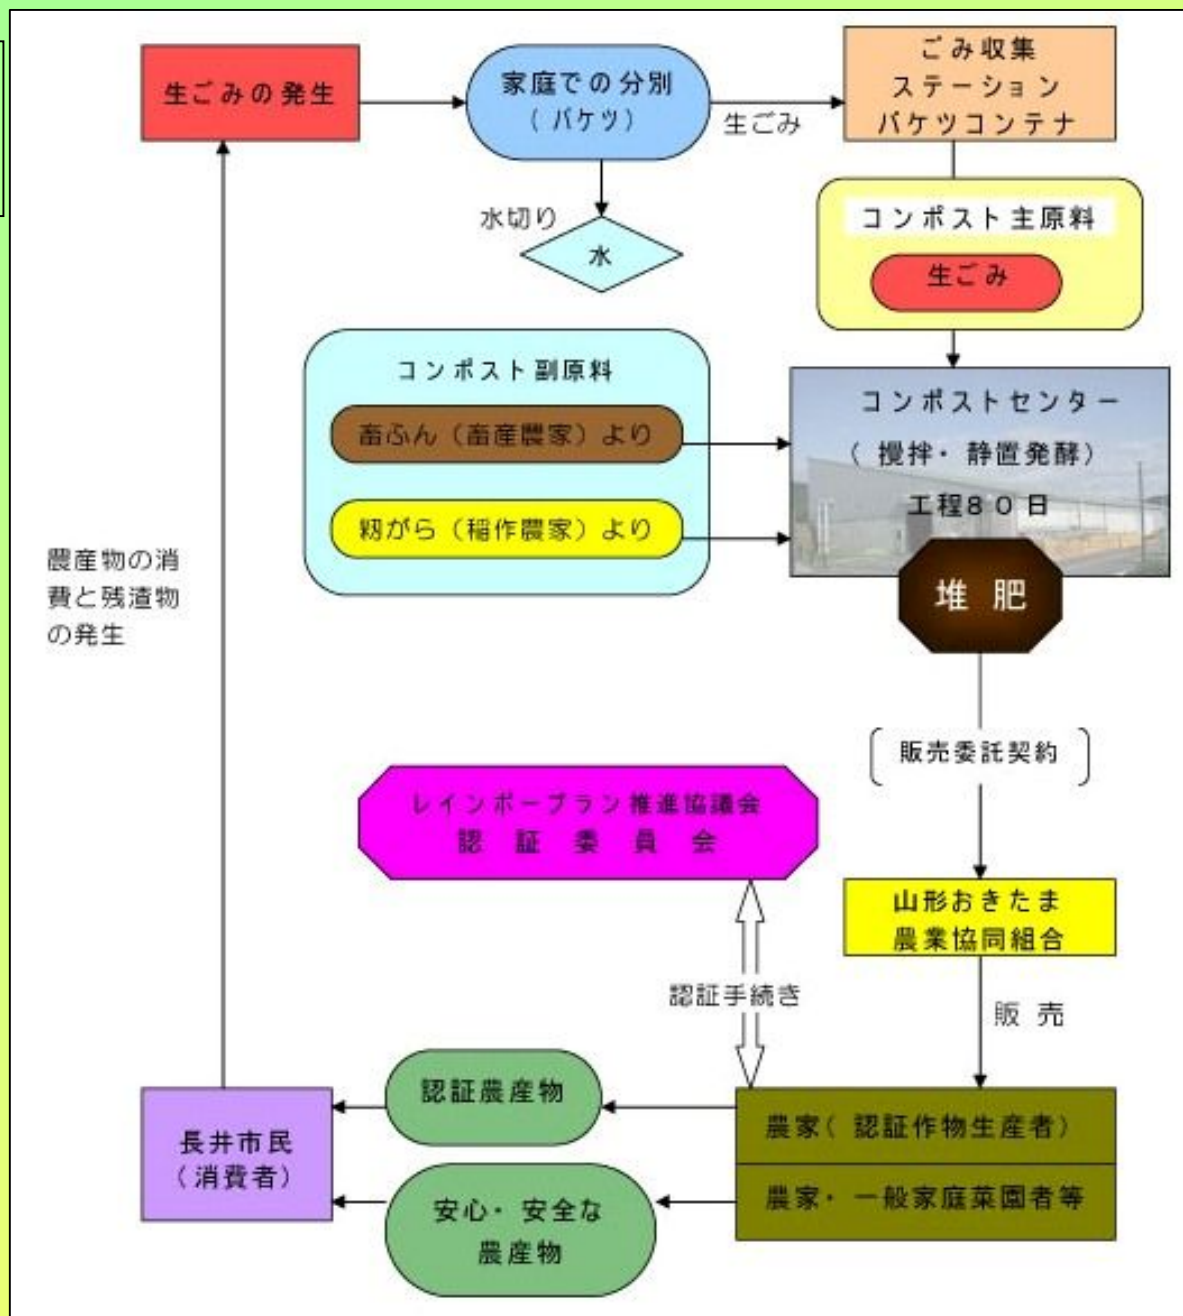 生ごみの発生
家庭での分別
(バケツ)
生ごみ
ごみ収集
ステーション
バケツコンテナ
水切り
水
コンポスト主原料
生ごみ
コンポスト副原料
畜ふん(畜産農家)より
籾がら(稲作農家)より
コンポストセンター
(攪拌・静置発酵)
工程80日
堆肥
農産物の消
費と残渣物
の発生
販売委託契約
レインボープラン推進協議会
認証委員会
山形おきたま
農業協同組合
認証手続き
販売
認証農産物
農家(認証作物生産者)
長井市民
(消費者)
農家・一般家庭菜園者等
安心・安全な
農産物